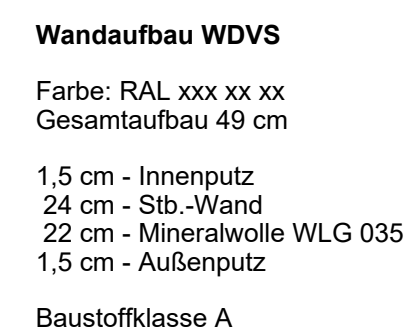 Wandaufbau WDVS
Farbe: RAL xxx xx xx
Gesamtaufbau 49 cm
1,5 cm - Innenputz
24 cm - Stb.-Wand
22 cm - Mineralwolle WLG 035
1,5 cm - Außenputz
Baustoffklasse A